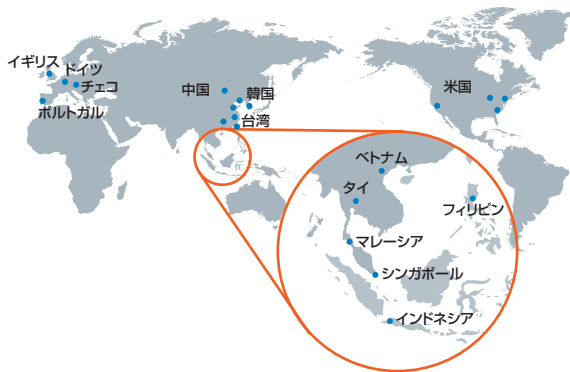 イギリス
ドイツ
チェコ
ポルトガル
中国
韓国
台湾
米国
ベトナム
タイ
フィリピン
マレーシア
シンガポール
インドネシア